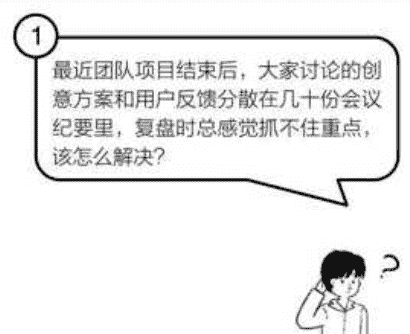 1
最近团队项目结束后，大家讨论的创
意方案和用户反馈分散在几十份会议
纪要里，复盘时总感觉抓不住重点，
该怎么解决？
?